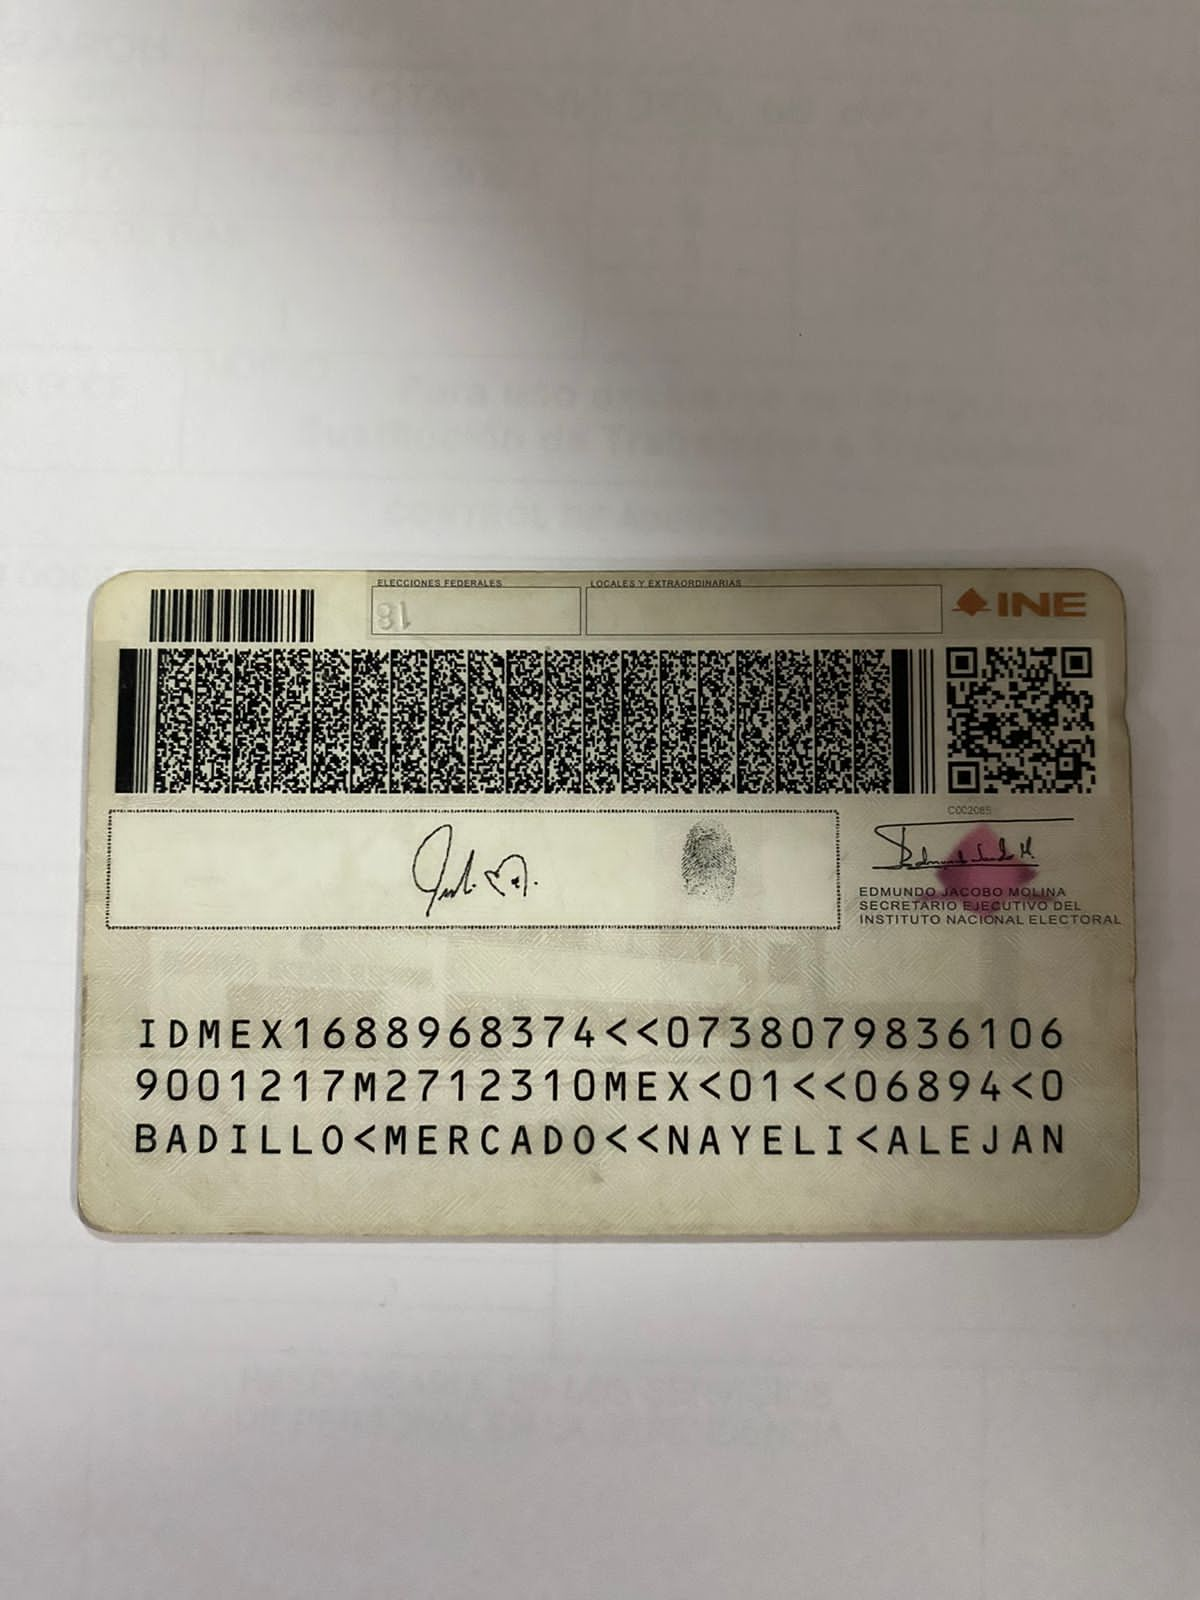 ELECCIONES FEDERALES
LOCALES Y EXTRAORDINARIAS
18
INE
C002085
EDMUNDO JACOBO MOLINA
SECRETARIO EJECUTIVO DEL
INSTITUTO NACIONAL ELECTORAL
IDMEX1688968374<<0738079836106
9001217M2712310MEX<01<<06894<0
BADILLO<MERCADO<<NAYELI<ALEJAN